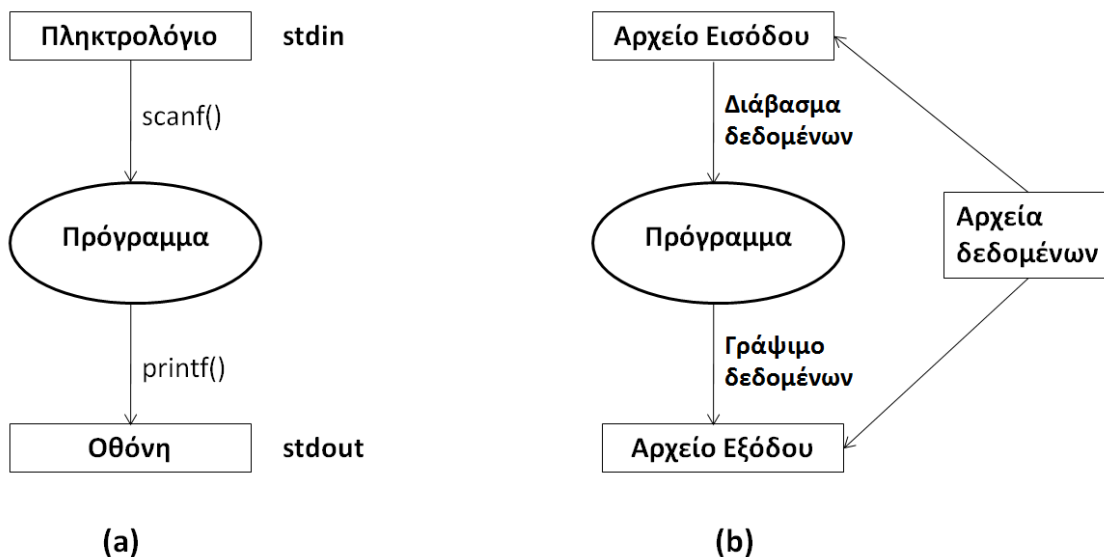 Πληκτρολόγιο
stdin
scanf()
Πρόγραμμα
printf()
Οθόνη
stdout
(a)
Αρχείο Εισόδου
Διάβασμα
δεδομένων
Πρόγραμμα
Γράψιμο
δεδομένων
Αρχείο Εξόδου
Αρχεία
δεδομένων
(b)